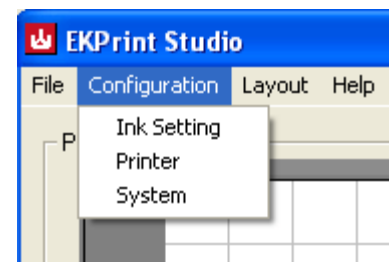 EKPrint Studio
File Configuration Layout Help
P
Ink Setting
Printer
System